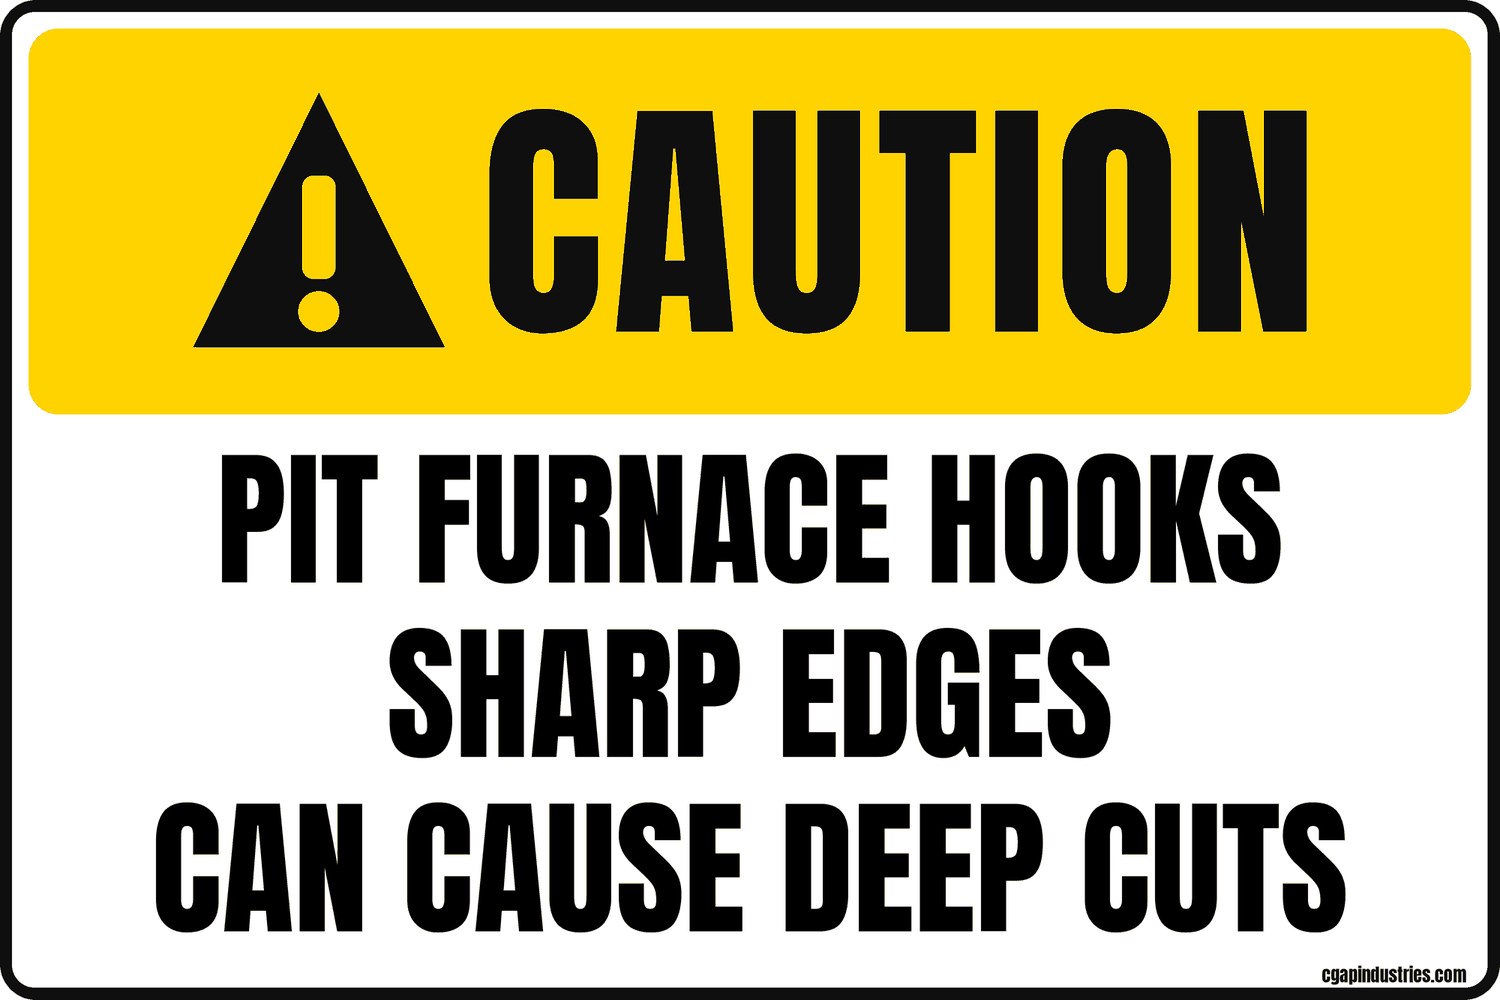 CAUTION
PIT FURNACE HOOKS
SHARP EDGES
CAN CAUSE DEEP CUTS
cgapindustries.com